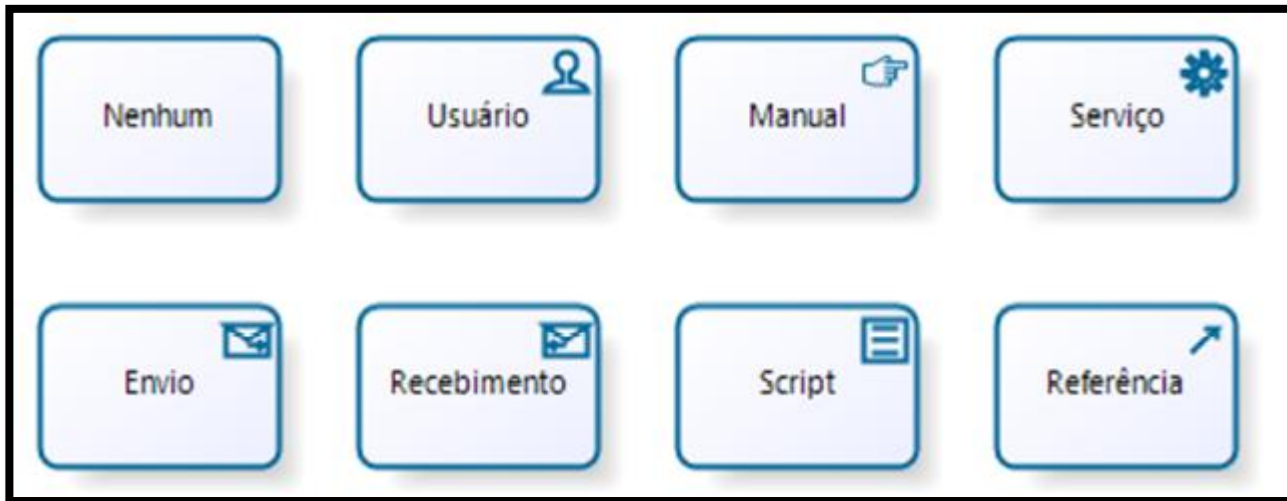 Nenhum
Usuário
Manual
Serviço
Envio
Recebimento
Script
Referência